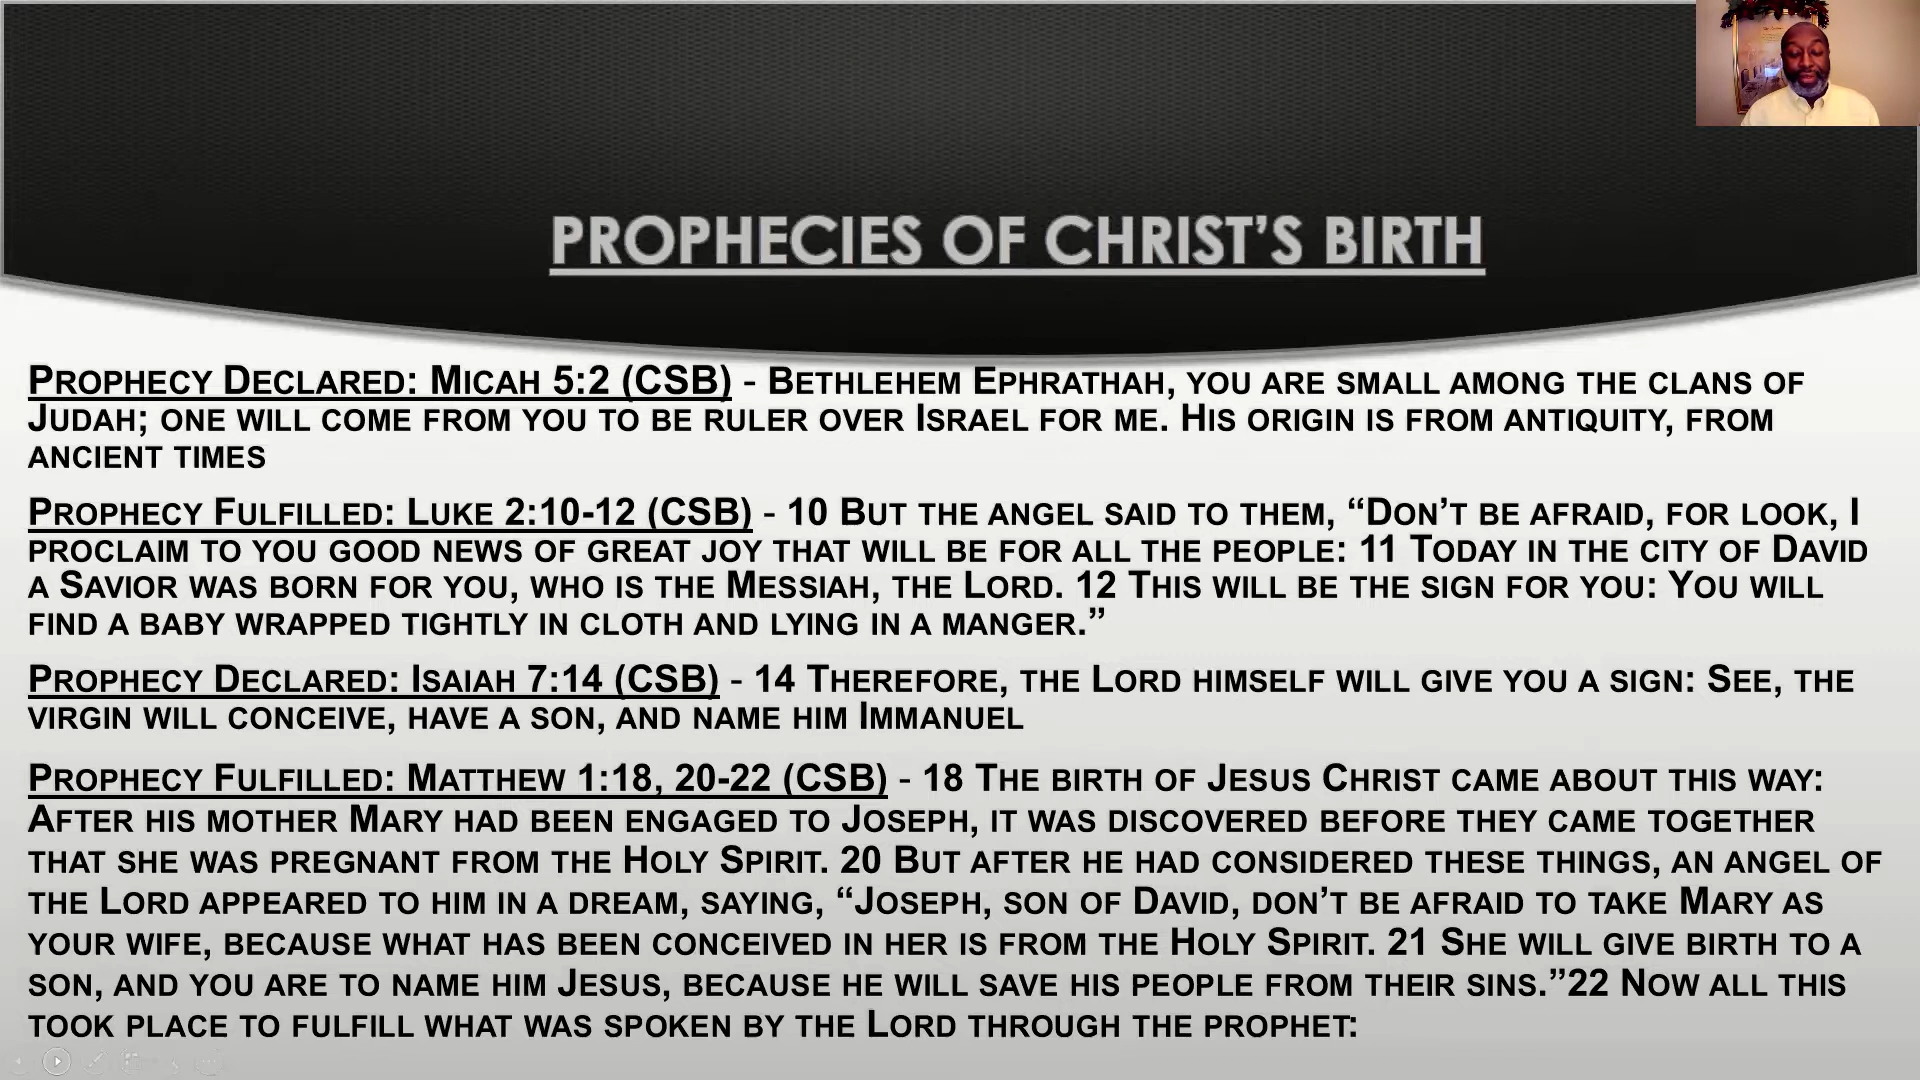 PROPHECIES OF CHRIST’S BIRTH
PROPHECY DECLARED: MICAH 5:2 (CSB) - BETHLEHEM EPHRATHAH, YOU ARE SMALL AMONG THE CLANS OF
JUDAH; ONE WILL COME FROM YOU TO BE RULER OVER ISRAEL FOR ME. HIS ORIGIN IS FROM ANTIQUITY, FROM
ANCIENT TIMES
PROPHECY FULFILLED: LUKE 2:10-12 (CSB) - 10 BUT THE ANGEL SAID TO THEM, “DON’T BE AFRAID, FOR LOOK, I
PROCLAIM TO YOU GOOD NEWS OF GREAT JOY THAT WILL BE FOR ALL THE PEOPLE: 11 TODAY IN THE CITY OF DAVID
A SAVIOR WAS BORN FOR YOU, WHO IS THE MESSIAH, THE LORD. 12 THIS WILL BE THE SIGN FOR YOU: YOU WILL
FIND A BABY WRAPPED TIGHTLY IN CLOTH AND LYING IN A MANGER.”
PROPHECY DECLARED: ISAIAH 7:14 (CSB) - 14 THEREFORE, THE LORD HIMSELF WILL GIVE YOU A SIGN: SEE, THE
VIRGIN WILL CONCEIVE, HAVE A SON, AND NAME HIM IMMANUEL
PROPHECY FULFILLED: MATTHEW 1:18, 20-22 (CSB) - 18 THE BIRTH OF JESUS CHRIST CAME ABOUT THIS WAY:
AFTER HIS MOTHER MARY HAD BEEN ENGAGED TO JOSEPH, IT WAS DISCOVERED BEFORE THEY CAME TOGETHER
THAT SHE WAS PREGNANT FROM THE HOLY SPIRIT. 20 BUT AFTER HE HAD CONSIDERED THESE THINGS, AN ANGEL OF
THE LORD APPEARED TO HIM IN A DREAM, SAYING, “JOSEPH, SON OF DAVID, DON’T BE AFRAID TO TAKE MARY AS
YOUR WIFE, BECAUSE WHAT HAS BEEN CONCEIVED IN HER IS FROM THE HOLY SPIRIT. 21 SHE WILL GIVE BIRTH TO A
SON, AND YOU ARE TO NAME HIM JESUS, BECAUSE HE WILL SAVE HIS PEOPLE FROM THEIR SINS.”22 NOW ALL THIS
TOOK PLACE TO FULFILL WHAT WAS SPOKEN BY THE LORD THROUGH THE PROPHET: